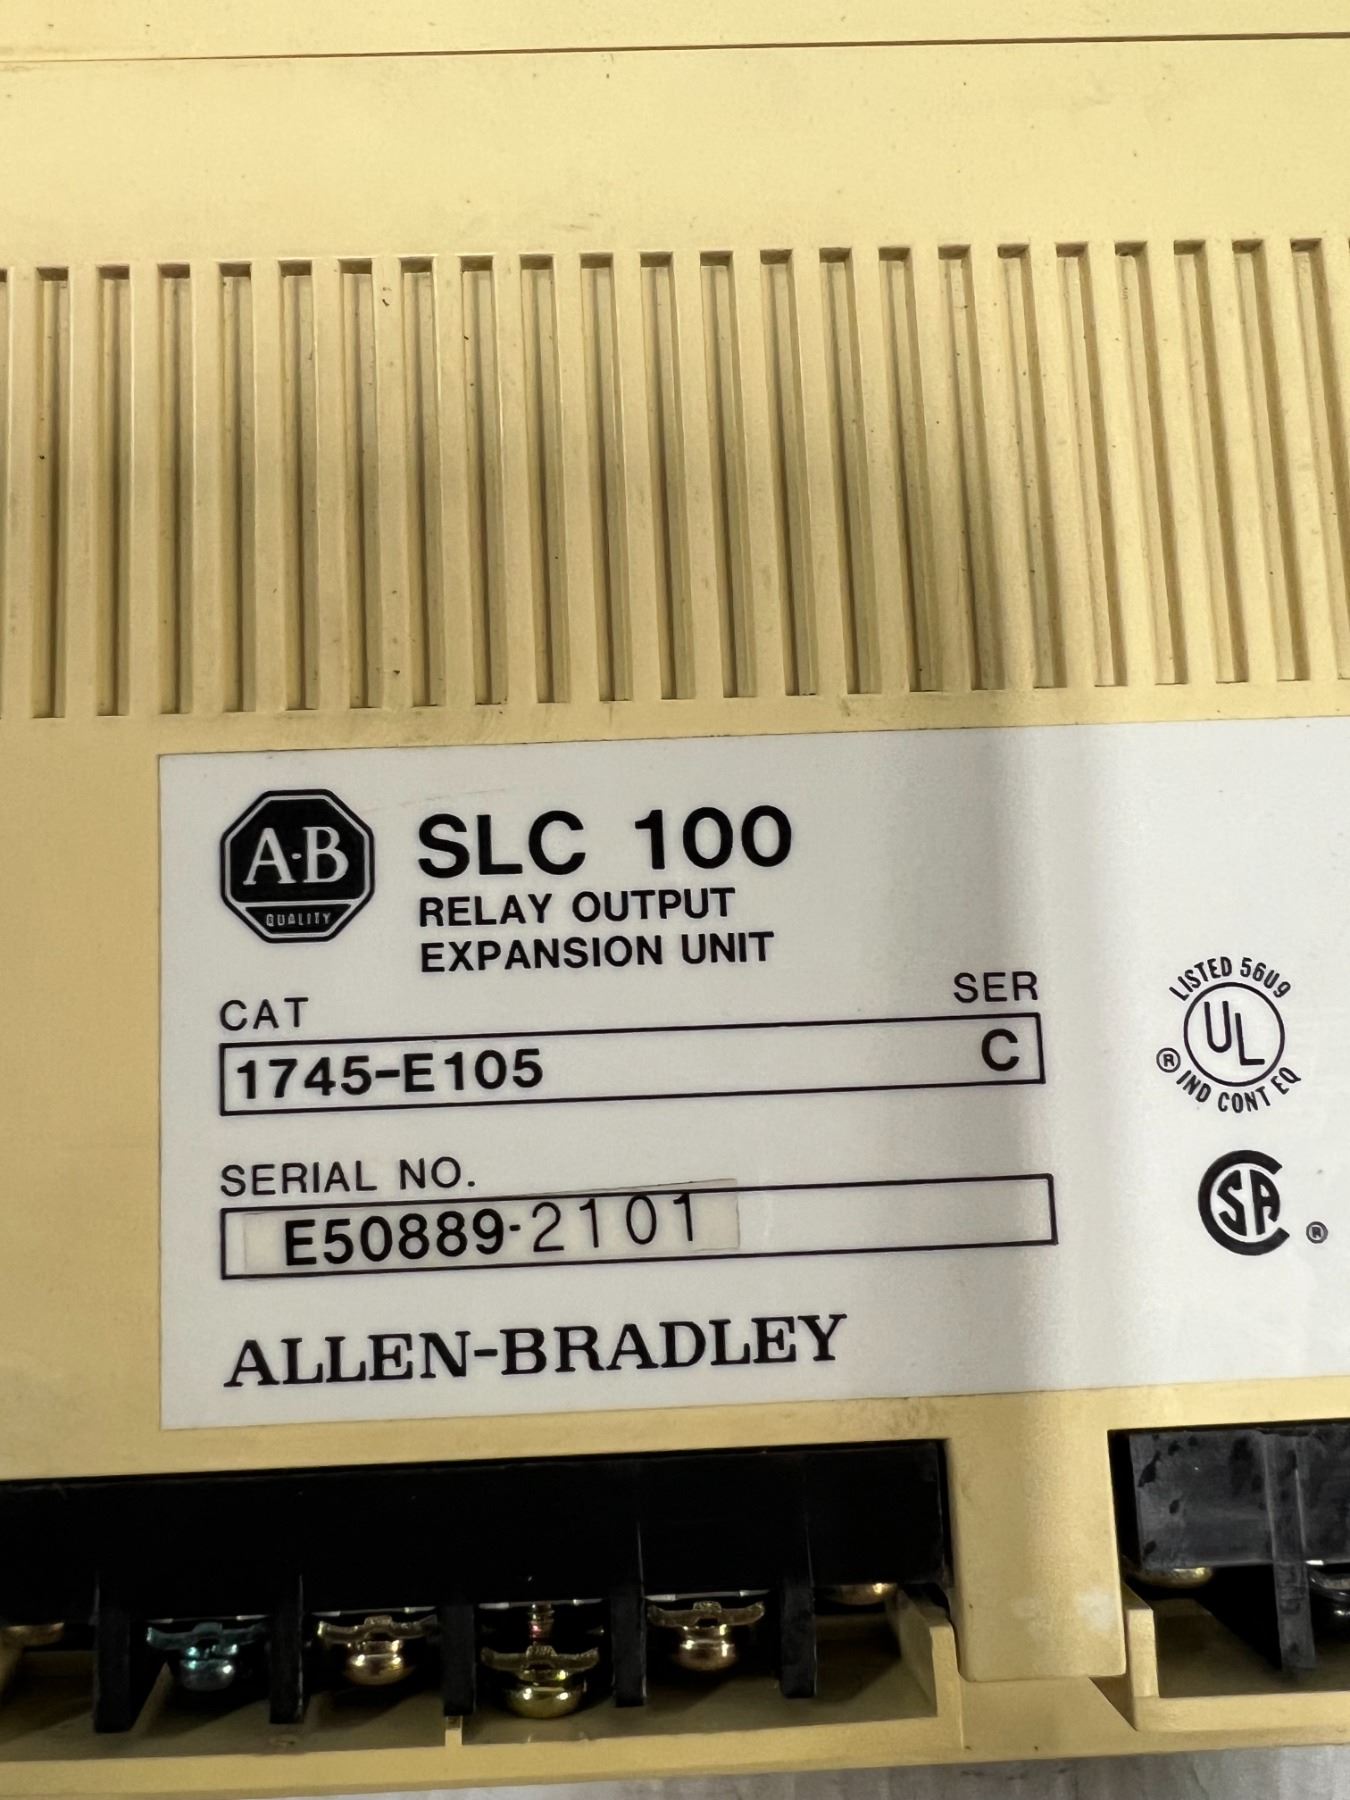 A-B
QUALITY
SLC 100
RELAY OUTPUT
EXPANSION UNIT
CAT
SER
1745-E105
C
SERIAL NO.
E50889-2101
ALLEN-BRADLEY
LISTED 56U9
UL
® IND CONT EQ
SA ®